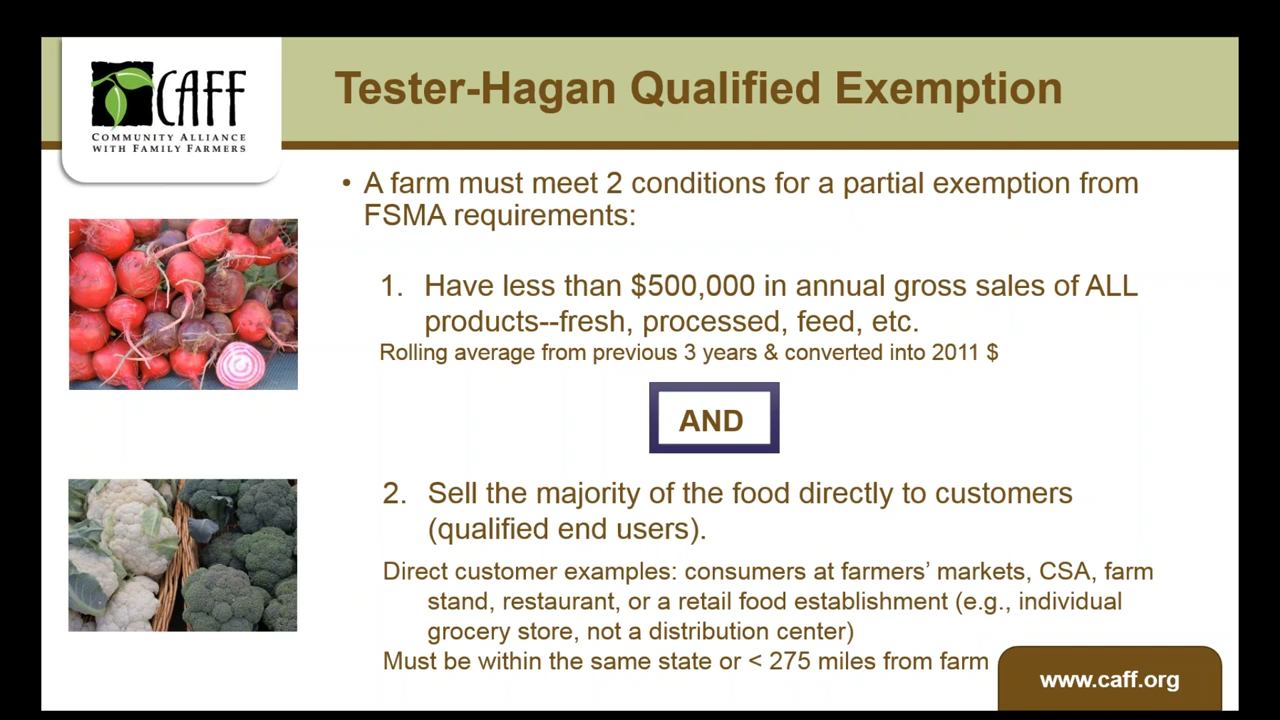 CAFF
COMMUNITY ALLIANCE
WITH FAMILY FARMERS
Tester-Hagan Qualified Exemption
• A farm must meet 2 conditions for a partial exemption from
FSMA requirements:
1. Have less than $500,000 in annual gross sales of ALL
products--fresh, processed, feed, etc.
Rolling average from previous 3 years & converted into 2011 $
AND
2. Sell the majority of the food directly to customers
(qualified end users).
Direct customer examples: consumers at farmers’ markets, CSA, farm
stand, restaurant, or a retail food establishment (e.g., individual
grocery store, not a distribution center)
Must be within the same state or < 275 miles from farm
www.caff.org